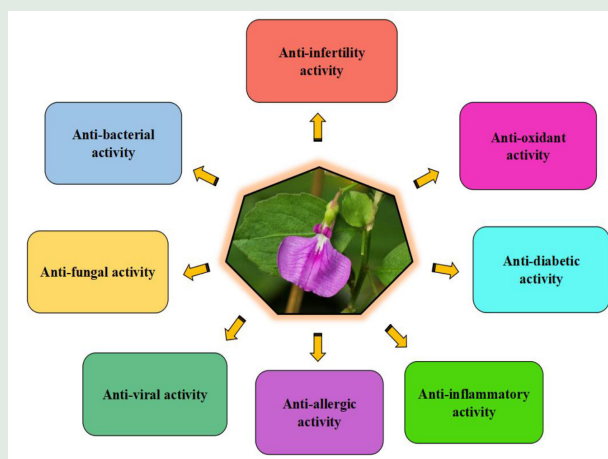 Anti-infertility
activity
Anti-bacterial
activity
Anti-oxidant
activity
Anti-fungal activity
Anti-diabetic
activity
Anti-viral activity
Anti-allergic
activity
Anti-inflammatory
activity